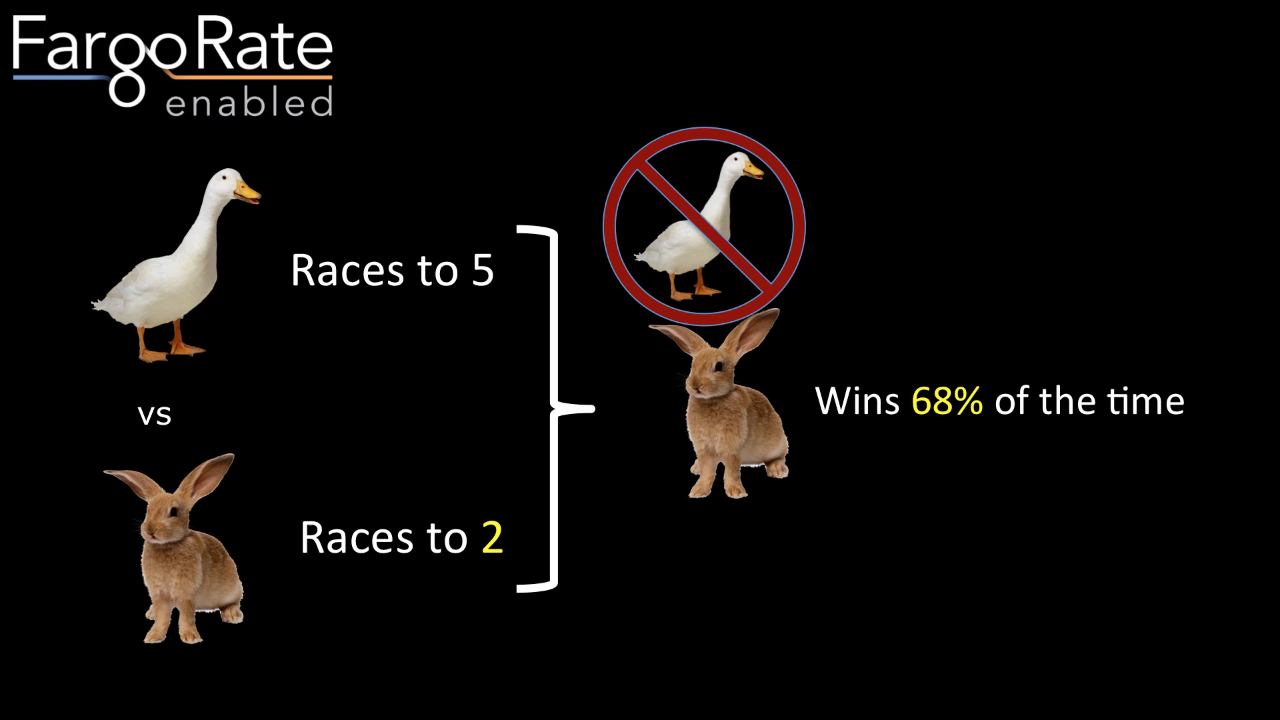 FargoRate
enabled
Races to 5
vs
Races to 2
Wins 68% of the time